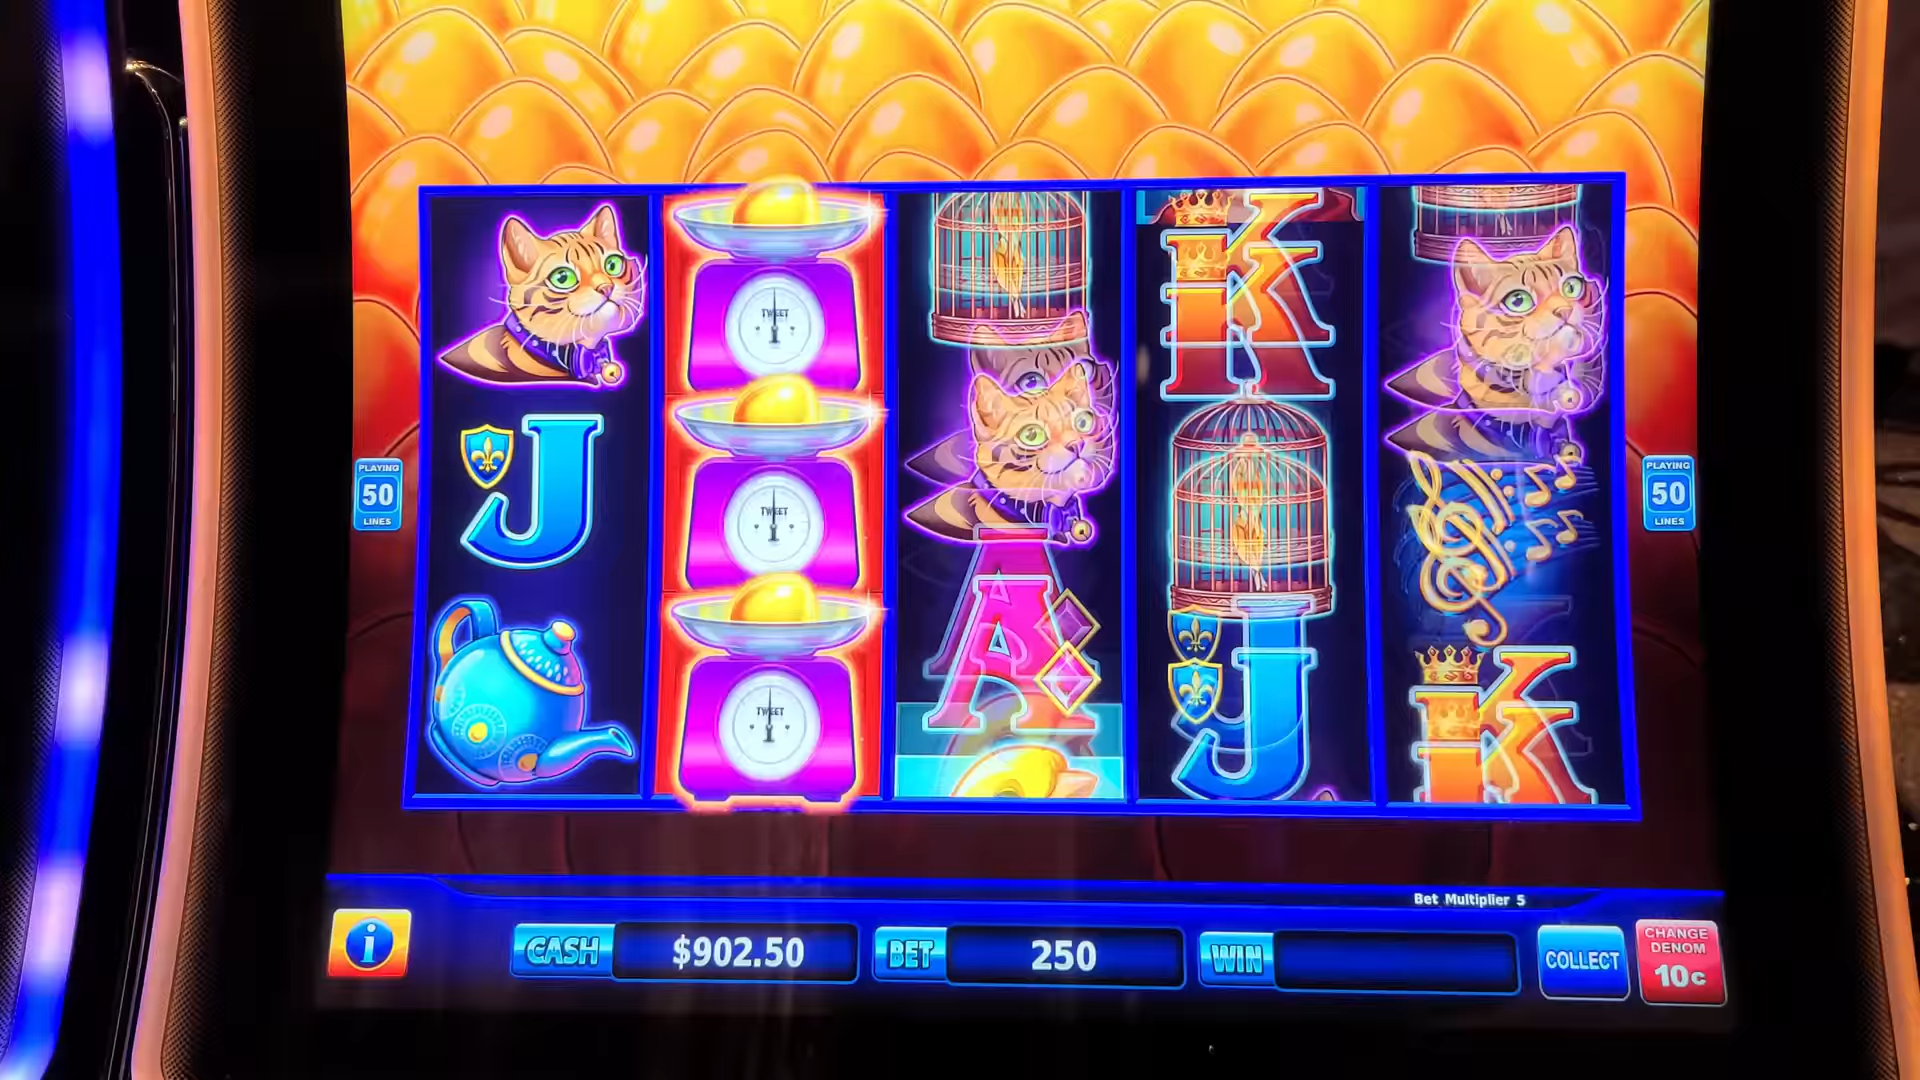 K
TWEET
J
TWEET
A
J
K
TWEET
PLAYING
50
LINES
PLAYING
50
LINES
Bet Multiplier 5
i
CASH
$902.50
BET
250
WIN
COLLECT
CHANGE
DENOM
10c